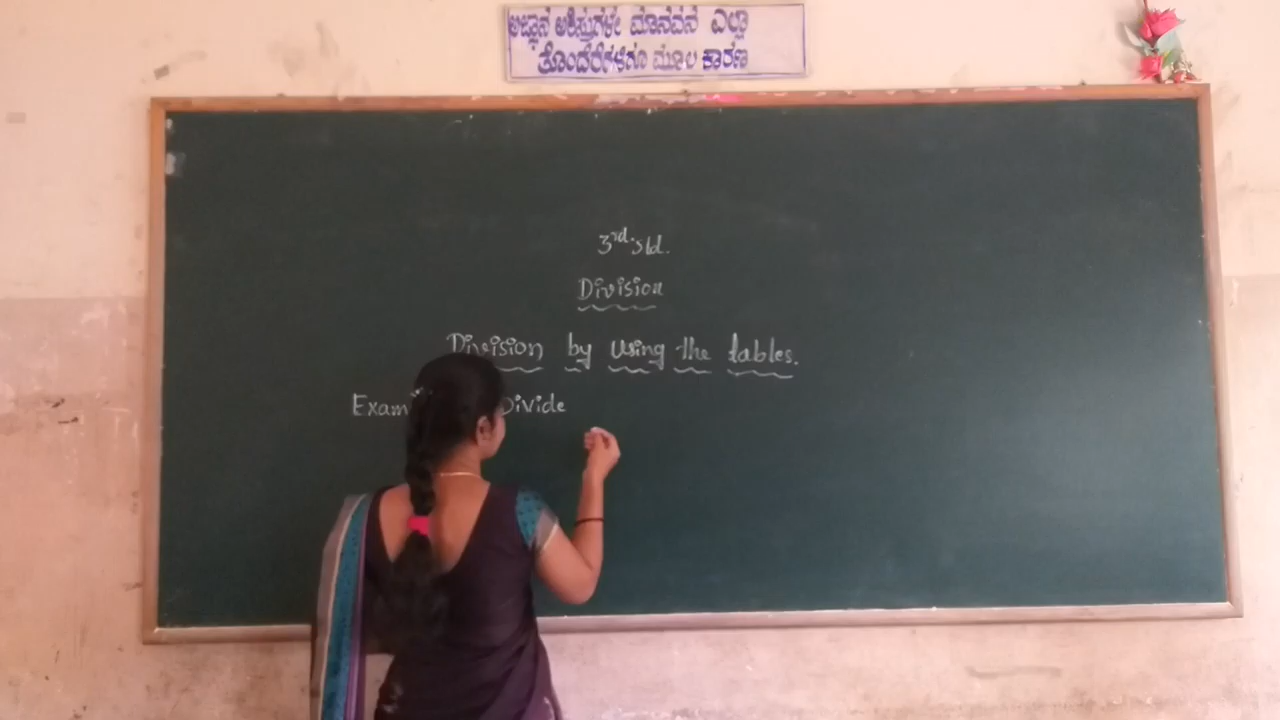 ಅಜ್ಞಾನ ಅಶಿಸ್ತುಗಳೇ ಮಾನವನ ಎಲ್ಲಾ
ತೊಂದರೆಗಳಿಗೂ ಮೂಲ ಕಾರಣ
3rd std.
Division
Division by using the tables.
Divide